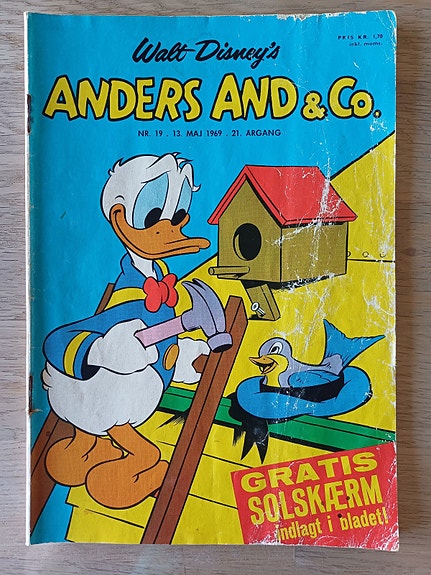 Walt Disney's
PRIS KR. 1,70
inkl. moms.
ANDERS AND & Co.
NR. 19 . 13. MAJ 1969 . 21. ÅRGANG
GRATIS
SOLSKÆRM
indlagt i bladet!